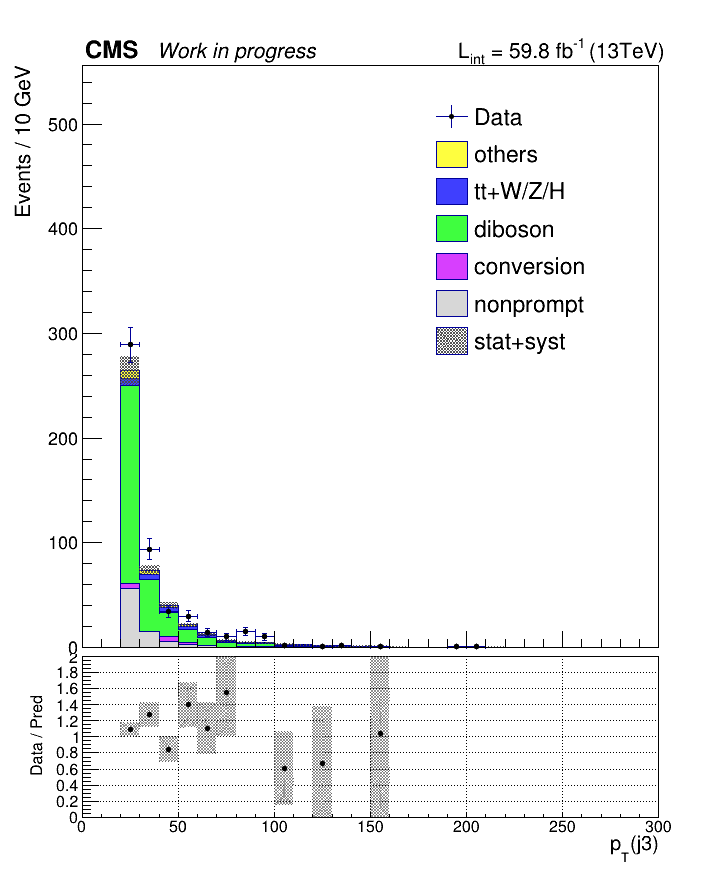 CMS Work in progress L_int = 59.8 fb^-1 (13TeV)
Events / 10 GeV
500
400
300
200
100
0
Data
others
tt+W/Z/H
diboson
conversion
nonprompt
stat+syst
Data / Pred
2
1.8
1.6
1.4
1.2
1
0.8
0.6
0.4
0.2
0
0 50 100 150 200 250 300
p_T(j3)